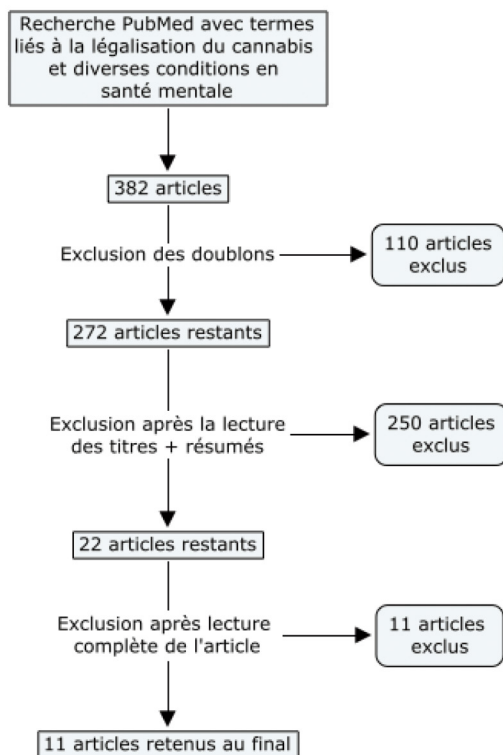 Recherche PubMed avec termes
liés à la légalisation du cannabis
et diverses conditions en
santé mentale
382 articles
Exclusion des doublons
110 articles
exclus
272 articles restants
Exclusion après la lecture
des titres + résumés
250 articles
exclus
22 articles restants
Exclusion après lecture
complète de l'article
11 articles
exclus
11 articles retenus au final